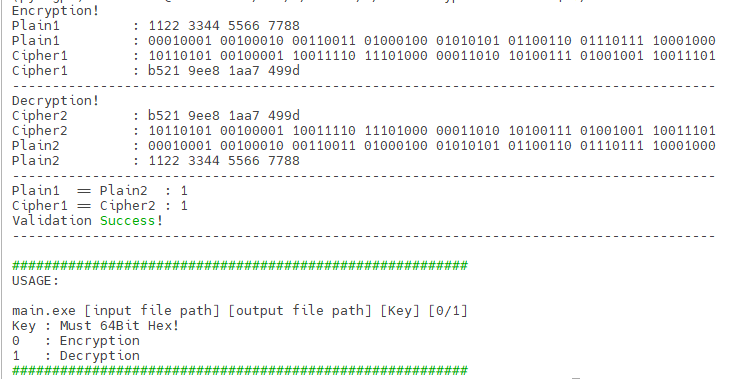 Encryption!
Plain1         : 1122 3344 5566 7788
Plain1         : 00010001 00100010 00110011 01000100 01010101 01100110 01110111 10001000
Cipher1        : 10110101 00100001 10011110 11101000 00011010 10100111 01001001 10011101
Cipher1        : b521 9ee8 1aa7 499d
----------------------------------------------------------------------------------------
Decryption!
Cipher2        : b521 9ee8 1aa7 499d
Cipher2        : 10110101 00100001 10011110 11101000 00011010 10100111 01001001 10011101
Plain2         : 00010001 00100010 00110011 01000100 01010101 01100110 01110111 10001000
Plain2         : 1122 3344 5566 7788
----------------------------------------------------------------------------------------
Plain1  == Plain2  : 1
Cipher1 == Cipher2 : 1
Validation Success!
----------------------------------------------------------------------------------------
#########################################################
USAGE:
main.exe [input file path] [output file path] [Key] [0/1]
Key : Must 64Bit Hex!
0   : Encryption
1   : Decryption
#########################################################